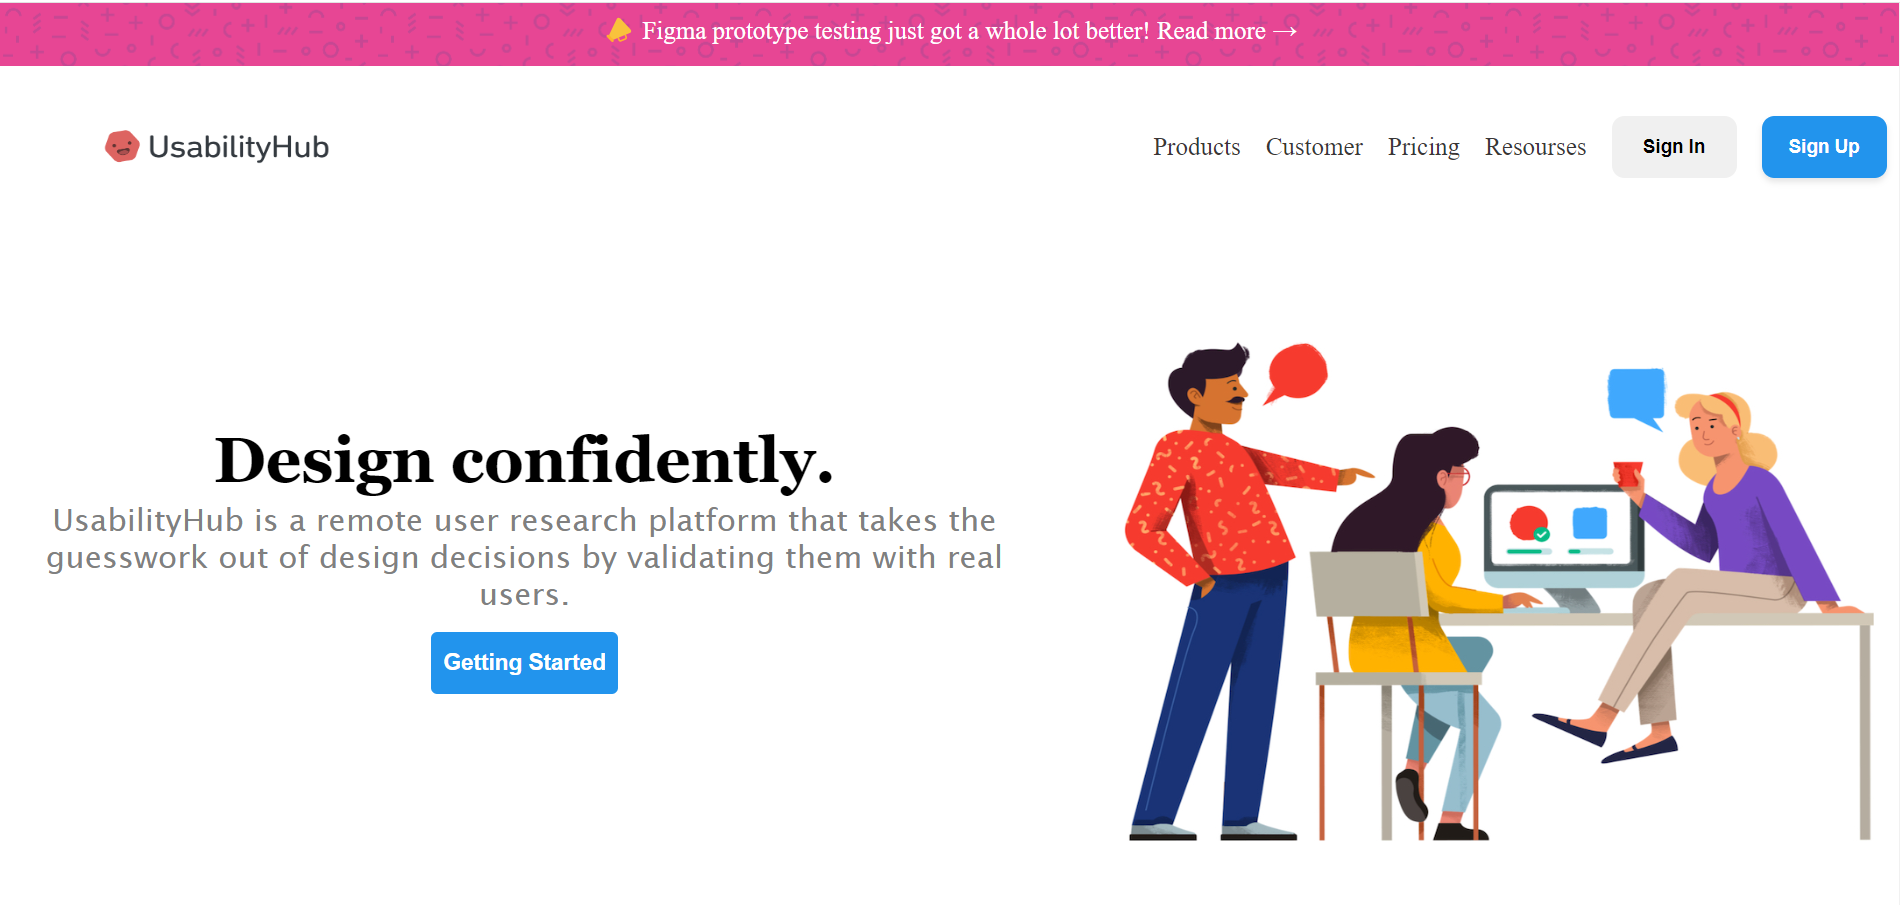 Figma prototype testing just got a whole lot better! Read more →
UsabilityHub
Products Customer Pricing Resourses Sign In Sign Up
Design confidently.
UsabilityHub is a remote user research platform that takes the
guesswork out of design decisions by validating them with real
users.
Getting Started